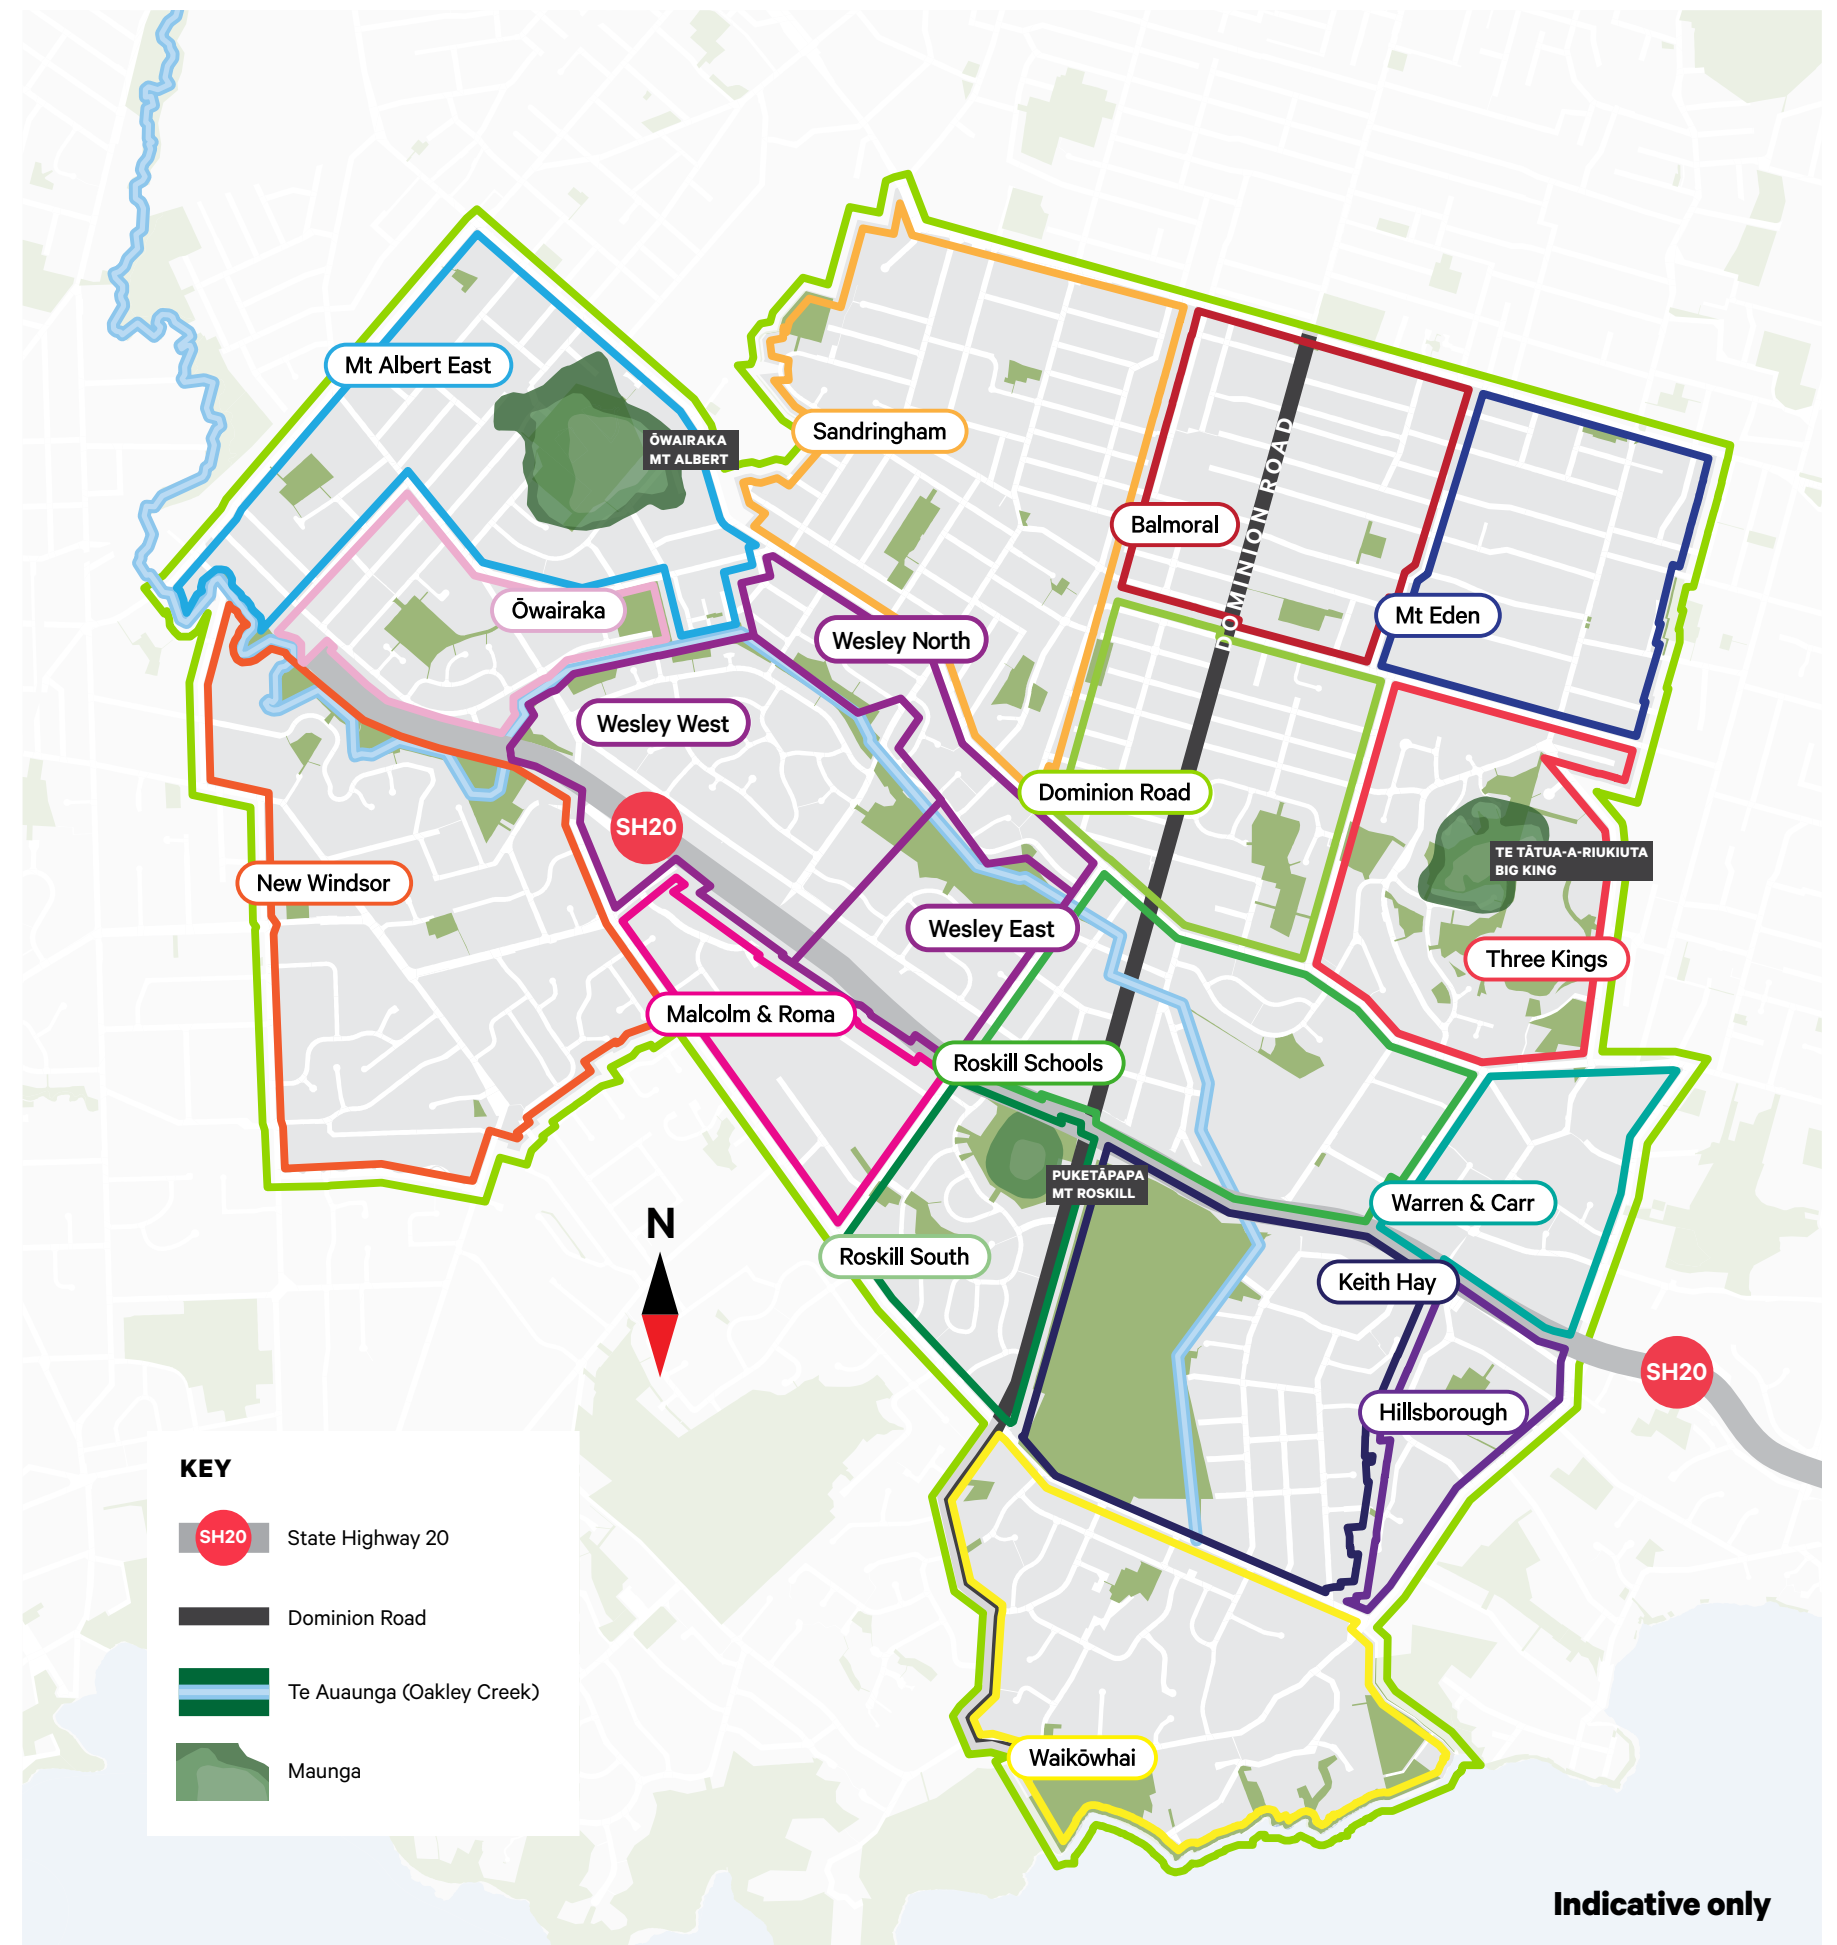 Mt Albert East
ŌWAIRAKA
MT ALBERT
Sandringham
DOMINION ROAD
Balmoral
Ōwairaka
Mt Eden
Wesley North
Wesley West
Dominion Road
SH20
TE TĀTUA-A-RIUKIUTA
BIG KING
New Windsor
Wesley East
Three Kings
Malcolm & Roma
Roskill Schools
PUKETĀPAPA
MT ROSKILL
Warren & Carr
N
Roskill South
Keith Hay
SH20
Hillsborough
KEY
SH20
State Highway 20
Dominion Road
Te Auaunga (Oakley Creek)
Maunga
Waikōwhai
Indicative only